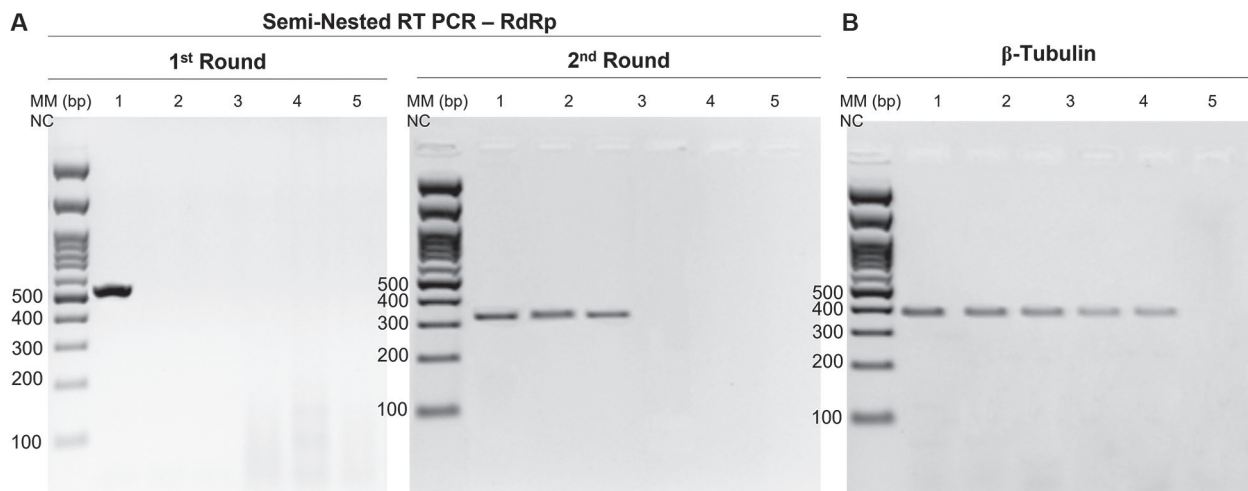 A
Semi-Nested RT PCR – RdRp
1st Round
MM (bp) 1 2 3 4 5
NC
500
400
300
200
100
2nd Round
MM (bp) 1 2 3 4 5
NC
500
400
300
200
100
B
β-Tubulin
MM (bp) 1 2 3 4 5
NC
500
400
300
200
100